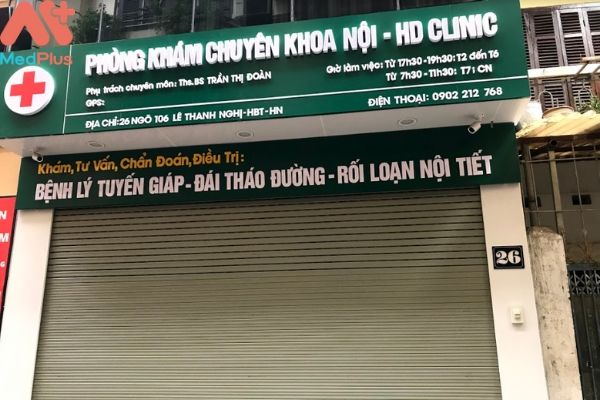 MedPlus
PHÒNG KHÁM CHUYÊN KHOA NỘI - HD CLINIC
Phụ trách chuyên môn: Ths.BS TRẦN THỊ ĐOÀN
GPS:
Giờ làm việc: Từ 17h30-19h30: T2 đến T6
Từ 7h30-11h30: T7 : CN
ĐỊA CHỈ: 26 NGÕ 106 LÊ THANH NGHỊ-HBT-HN
ĐIỆN THOẠI: 0902 212 768
Khám, Tư Vấn, Chẩn Đoán, Điều Trị:
BỆNH LÝ TUYẾN GIÁP - ĐÁI THÁO ĐƯỜNG - RỐI LOẠN NỘI TIẾT
26